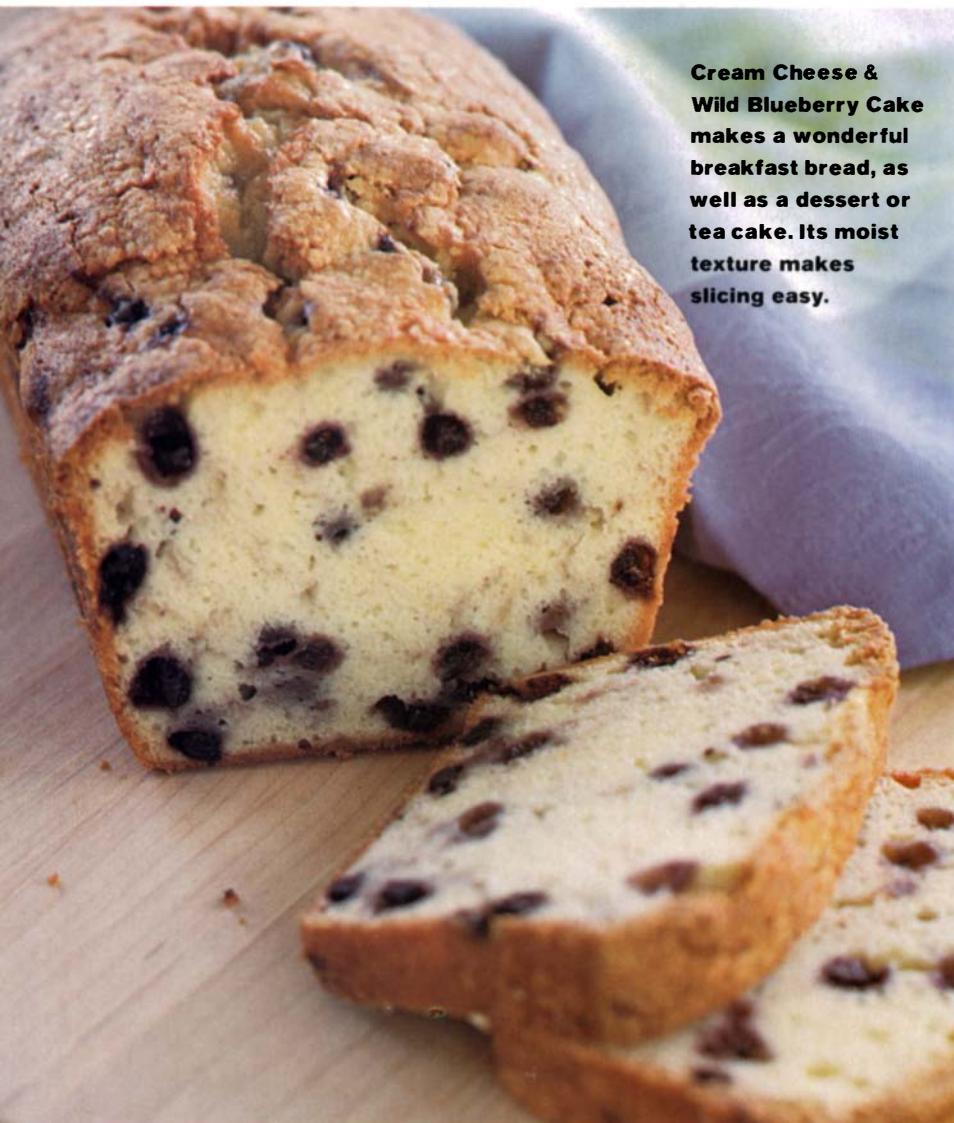 Cream Cheese &
Wild Blueberry Cake
makes a wonderful
breakfast bread, as
well as a dessert or
tea cake. Its moist
texture makes
slicing easy.